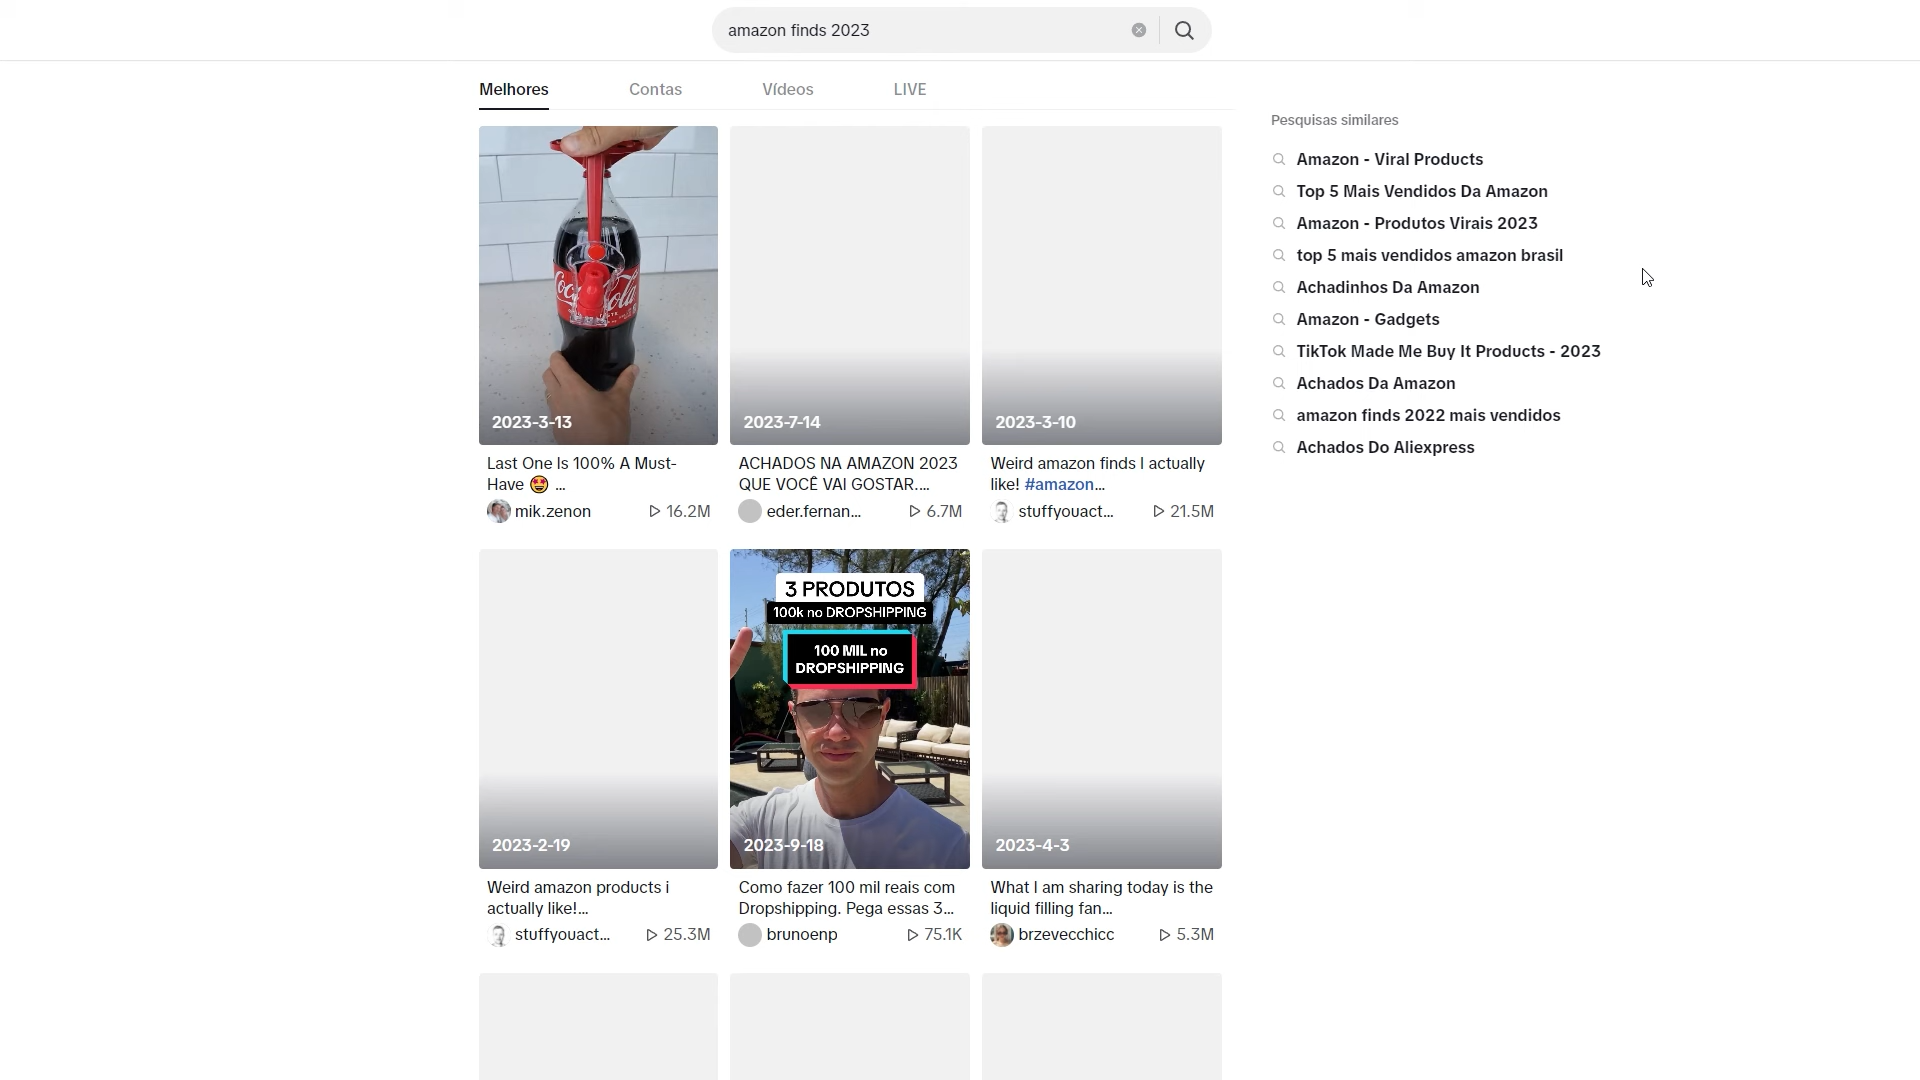 amazon finds 2023
Melhores
Contas
Vídeos
LIVE
Pesquisas similares
Amazon - Viral Products
Top 5 Mais Vendidos Da Amazon
Amazon - Produtos Virais 2023
top 5 mais vendidos amazon brasil
Achadinhos Da Amazon
Amazon - Gadgets
TikTok Made Me Buy It Products - 2023
Achados Da Amazon
amazon finds 2022 mais vendidos
Achados Do Aliexpress
Coca-Cola
2023-3-13
Last One Is 100% A Must-
Have 🤩 ...
mik.zenon
16.2M
2023-7-14
ACHADOS NA AMAZON 2023
QUE VOCÊ VAI GOSTAR....
eder.fernan...
6.7M
2023-3-10
Weird amazon finds I actually
like! #amazon...
stuffyouact...
21.5M
2023-2-19
Weird amazon products i
actually like!...
stuffyouact...
25.3M
3 PRODUTOS
100k no DROPSHIPPING
100 MIL no
DROPSHIPPING
2023-9-18
Como fazer 100 mil reais com
Dropshipping. Pega essas 3...
brunoenp
75.1K
2023-4-3
What I am sharing today is the
liquid filling fan...
brzevecchicc
5.3M